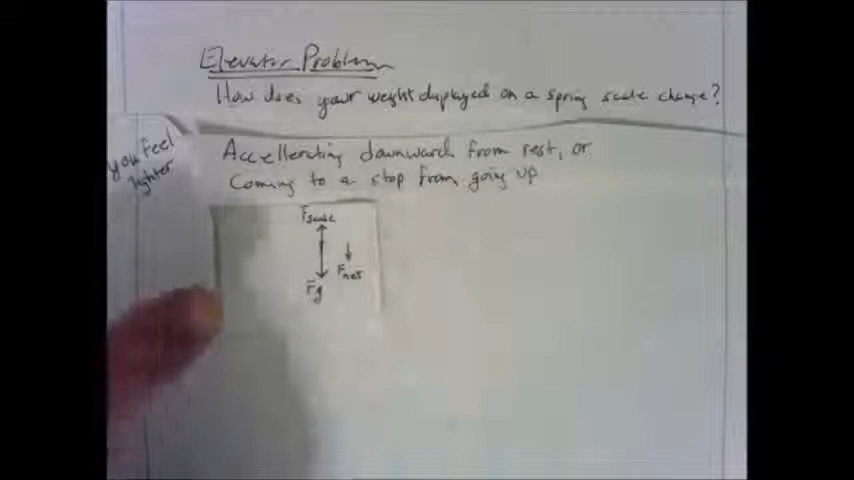 Elevator Problem
How does your weight displayed on a spring scale change?
you feel
lighter
Accellerating downward from rest, or
Coming to a stop from going up
Fscale
Fnet
Fg